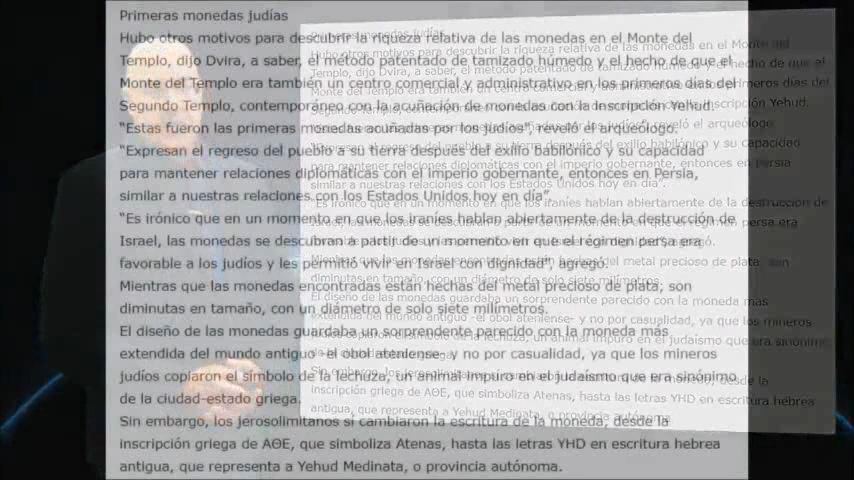 Primeras monedas judías
Hubo otros motivos para descubrir la riqueza relativa de las monedas en el Monte del
Templo, dijo Dvira, a saber, el método patentado de tamizado húmedo y el hecho de que el
Monte del Templo era también un centro comercial y administrativo en los primeros días del
Segundo Templo, contemporáneo con la acuñación de monedas con la inscripción Yehud.
“Estas fueron las primeras monedas acuñadas por los judíos”, reveló el arqueólogo.
“Expresan el regreso del pueblo a su tierra después del exilio babilónico y su capacidad
para mantener relaciones diplomáticas con el imperio gobernante, entonces en Persia,
similar a nuestras relaciones con los Estados Unidos hoy en día”
“Es irónico que en un momento en que los iraníes hablan abiertamente de la destrucción de
Israel, las monedas se descubran a partir de un momento en que el régimen persa era
favorable a los judíos y les permitió vivir en Israel con dignidad”, agregó.
Mientras que las monedas encontradas están hechas del metal precioso de plata, son
diminutas en tamaño, con un diámetro de solo siete milímetros.
El diseño de las monedas guardaba un sorprendente parecido con la moneda más
extendida del mundo antiguo -el obol ateniense- y no por casualidad, ya que los mineros
judíos copiaron el símbolo de la lechuza, un animal impuro en el judaísmo que era sinónimo
de la ciudad-estado griega.
Sin embargo, los jerosolimitanos sí cambiaron la escritura de la moneda, desde la
inscripción griega de AΘE, que simboliza Atenas, hasta las letras YHD en escritura hebrea
antigua, que representa a Yehud Medinata, o provincia autónoma.